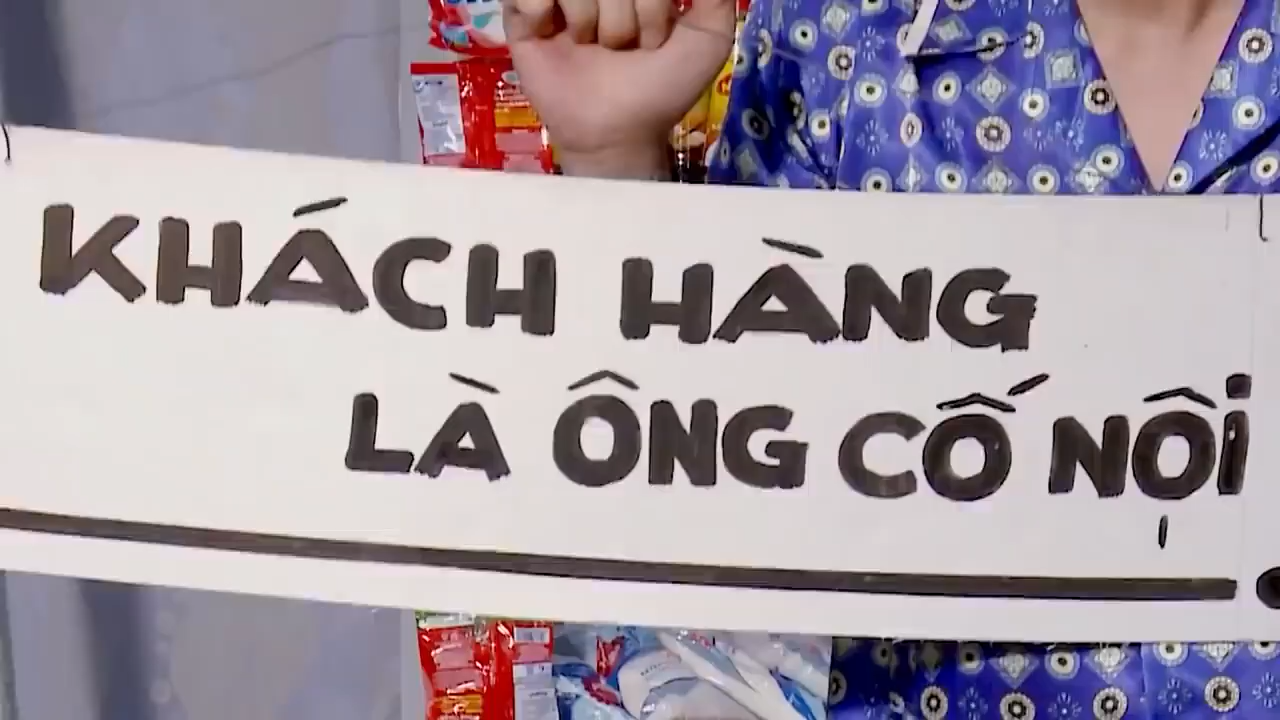 KHÁCH HÀNG
LÀ ÔNG CỐ NỘI